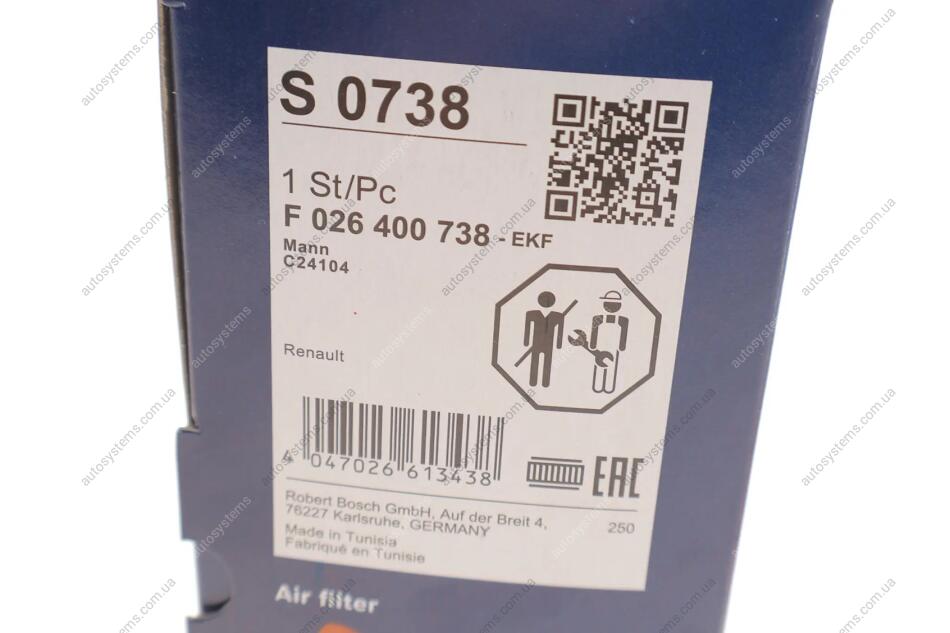 S 0738
1 St/Pc
F 026 400 738 - EKF
Mann
C24104
Renault
4 047026 613438
EAC
Robert Bosch GmbH, Auf der Breit 4,
76227 Karlsruhe, GERMANY
250
Made in Tunisia
Fabriqué en Tunisie
Air filter
autosystems.com.ua